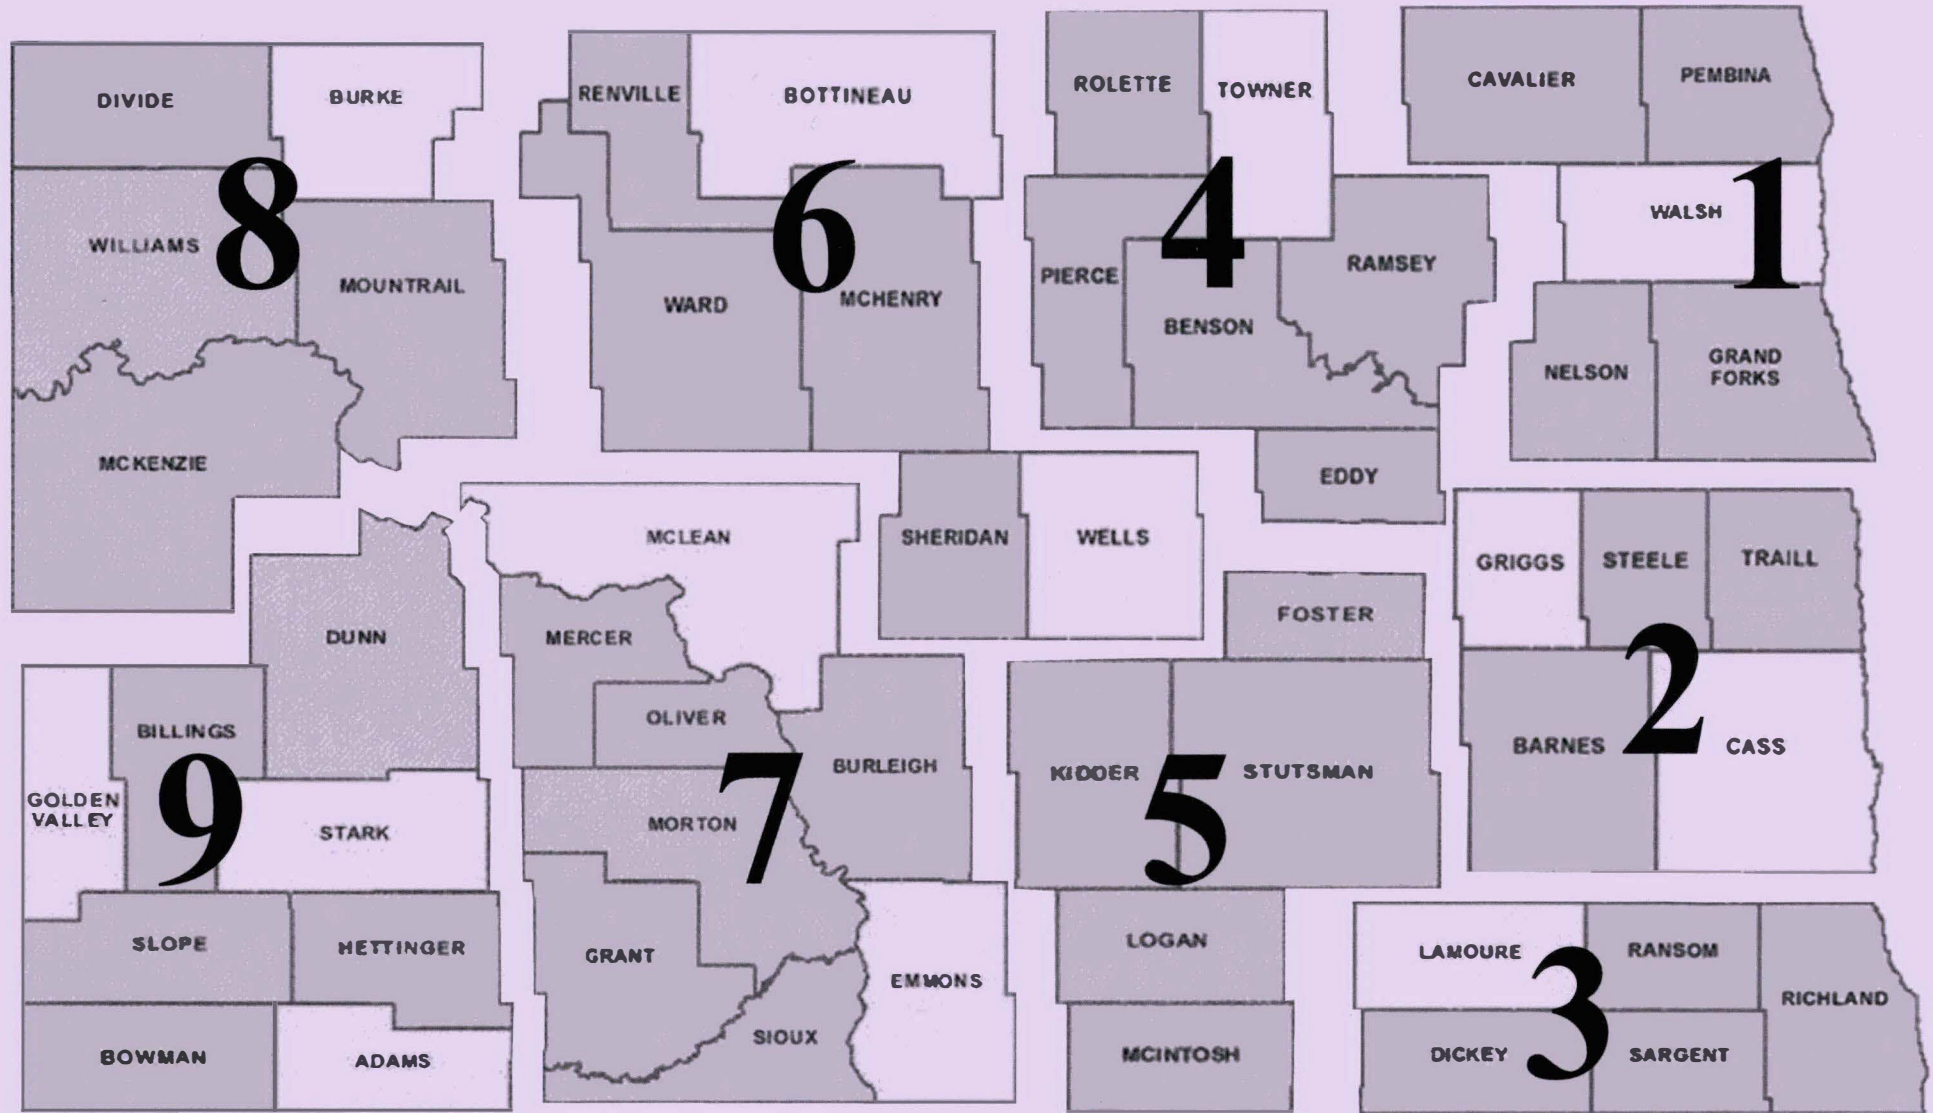 DIVIDE
BURKE
WILLIAMS
8
MOUNTRAIL
MCKENZIE
RENVILLE
BOTTINEAU
6
WARD
MCHENRY
ROLETTE
TOWNER
4
PIERCE
BENSON
RAMSEY
EDDY
CAVALIER
PEMBINA
WALSH
1
NELSON
GRAND
FORKS
DUNN
BILLINGS
9
GOLDEN
VALLEY
STARK
SLOPE
HETTINGER
BOWMAN
ADAMS
MCLEAN
MERCER
OLIVER
7
BURLEIGH
MORTON
GRANT
EMMONS
SIOUX
SHERIDAN
WELLS
FOSTER
KIDDER
5
STUTSMAN
LOGAN
MCINTOSH
GRIGGS
STEELE
TRAILL
2
BARNES
CASS
LAMOURE
RANSOM
3
RICHLAND
DICKEY
SARGENT